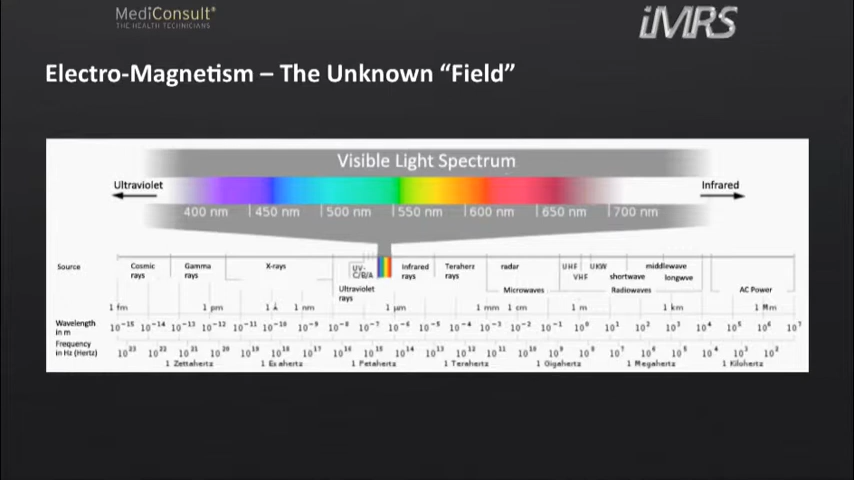 MediConsult®
THE HEALTH TECHNICIANS
iMRS
Electro-Magnetism – The Unknown “Field”
Visible Light Spectrum
Ultraviolet
Infrared
400 nm 450 nm 500 nm 550 nm 600 nm 650 nm 700 nm
Source
Cosmic rays
Gamma rays
X-rays
UV-C/B/A
Ultraviolet rays
Infrared rays
Terahers rays
radar
Microwaves
UHF
VHF
UKW
shortwave
middlewave
longwve
Radiowaves
AC Power
1 fm 1 pm 1 Å 1 nm 1 μm 1 mm 1 cm 1 m 1 km 1 Mm
Wavelength in m
10⁻¹⁵ 10⁻¹⁴ 10⁻¹³ 10⁻¹² 10⁻¹¹ 10⁻¹⁰ 10⁻⁹ 10⁻⁸ 10⁻⁷ 10⁻⁶ 10⁻⁵ 10⁻⁴ 10⁻³ 10⁻² 10⁻¹ 10⁰ 10¹ 10² 10³ 10⁴ 10⁵ 10⁶ 10⁷
Frequency in Hz (Hertz)
10²³ 10²² 10²¹ 10²⁰ 10¹⁹ 10¹⁸ 10¹⁷ 10¹⁶ 10¹⁵ 10¹⁴ 10¹³ 10¹² 10¹¹ 10¹⁰ 10⁹ 10⁸ 10⁷ 10⁶ 10⁵ 10⁴ 10³ 10²
1 Zettahertz 1 Exahertz 1 Petahertz 1 Terahertz 1 Gigahertz 1 Megahertz 1 Kilohertz